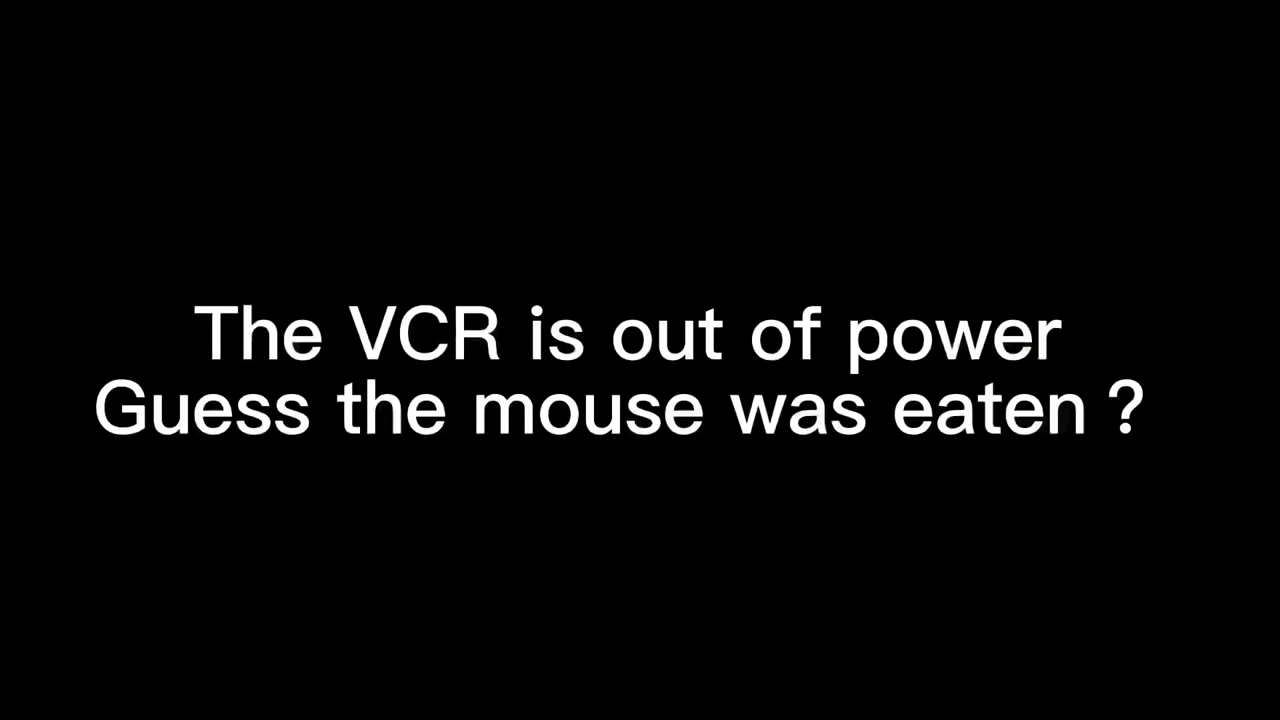 The VCR is out of power
Guess the mouse was eaten ?